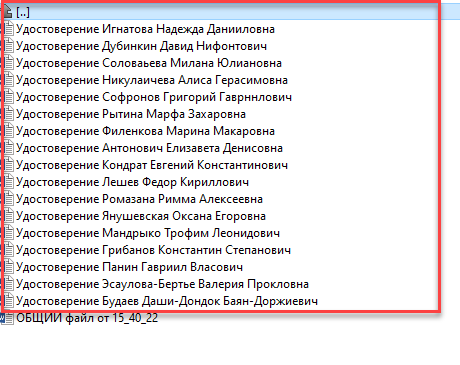 [..]
Удостоверение Игнатова Надежда Данииловна
Удостоверение Дубинкин Давид Нифонтович
Удостоверение Соловаьева Милана Юлиановна
Удостоверение Никулаичева Алиса Герасимовна
Удостоверение Софронов Григорий Гаврннлович
Удостоверение Рытина Марфа Захаровна
Удостоверение Филенкова Марина Макаровна
Удостоверение Антонович Елизавета Денисовна
Удостоверение Кондрат Евгений Константинович
Удостоверение Лешев Федор Кириллович
Удостоверение Ромазана Римма Алексеевна
Удостоверение Янушевская Оксана Егоровна
Удостоверение Мандрыко Трофим Леонидович
Удостоверение Грибанов Константин Степанович
Удостоверение Панин Гавриил Власович
Удостоверение Эсаулова-Бертье Валерия Прокловна
Удостоверение Будаев Даши-Дондок Баян-Доржиевич
ОБЩИЙ файл от 15_40_22